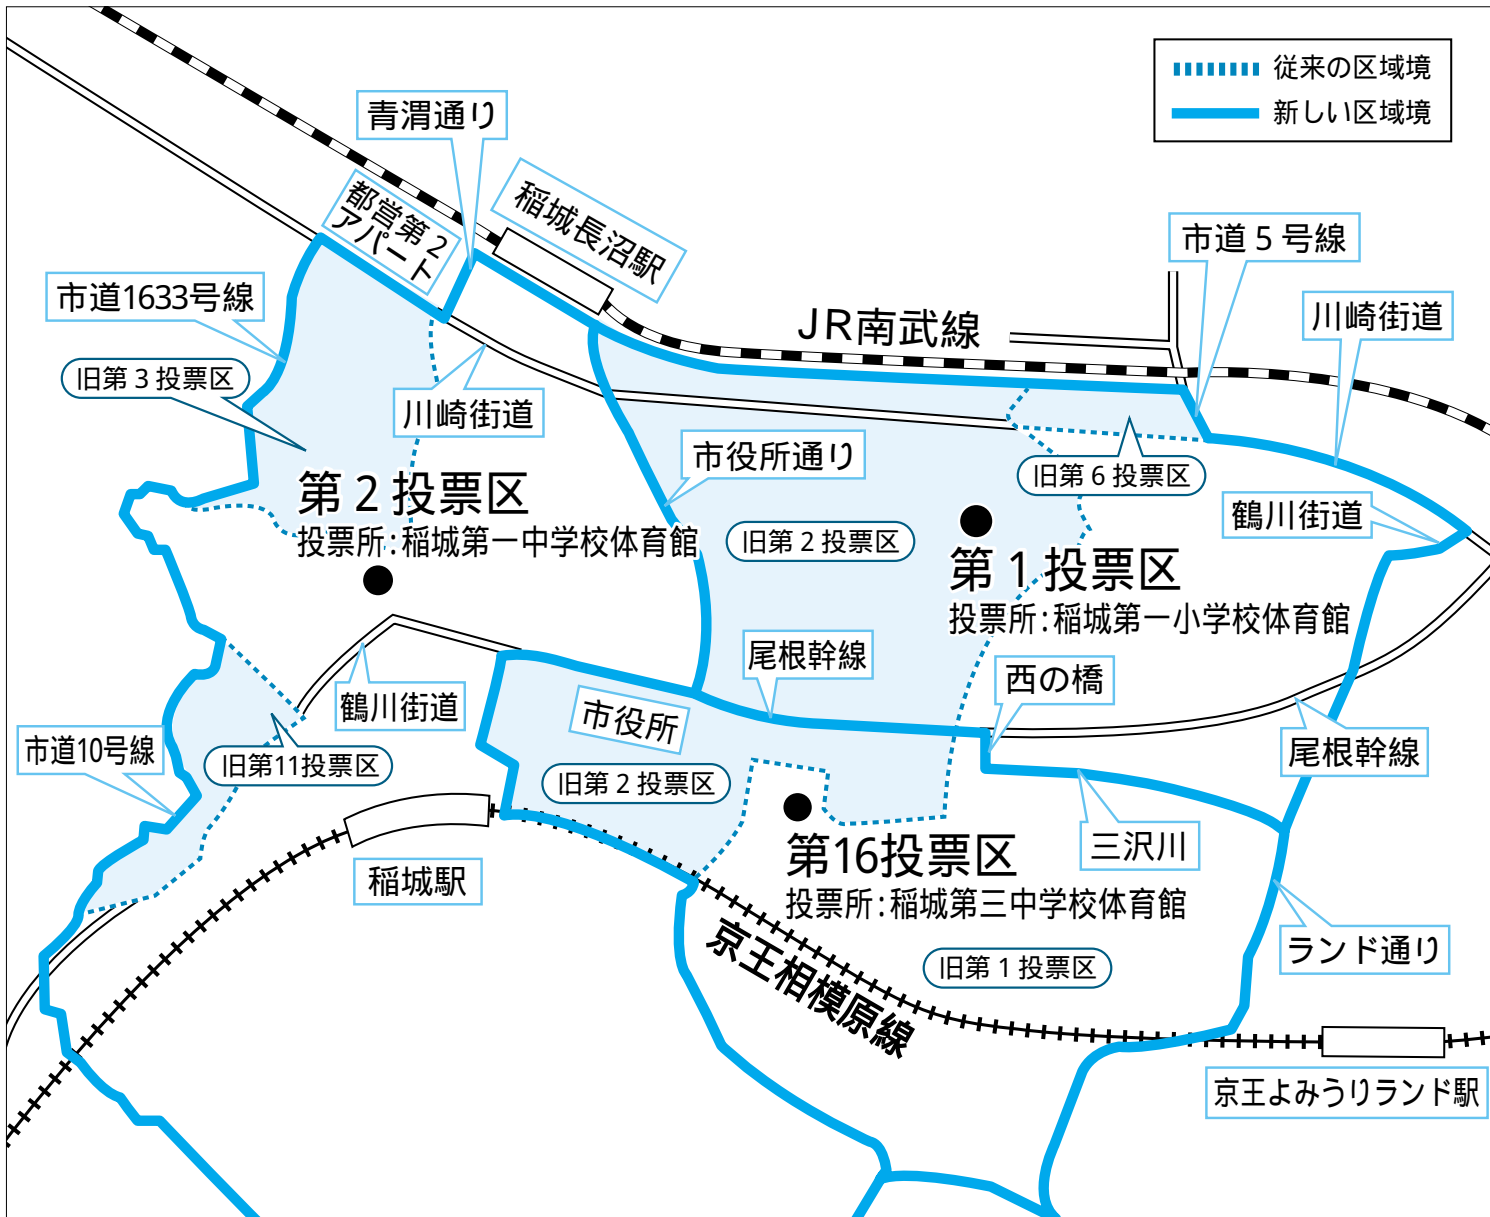 従来の区域境
新しい区域境
青渭通り
都営第2
アパート
稲城長沼駅
市道5号線
市道1633号線
川崎街道
JR南武線
旧第3投票区
川崎街道
市役所通り
旧第6投票区
第2投票区
投票所:稲城第一中学校体育館
鶴川街道
旧第2投票区
第1投票区
投票所:稲城第一小学校体育館
尾根幹線
西の橋
鶴川街道
市役所
市道10号線
旧第11投票区
尾根幹線
旧第2投票区
三沢川
稲城駅
第16投票区
投票所:稲城第三中学校体育館
ランド通り
京王相模原線
旧第1投票区
京王よみうりランド駅